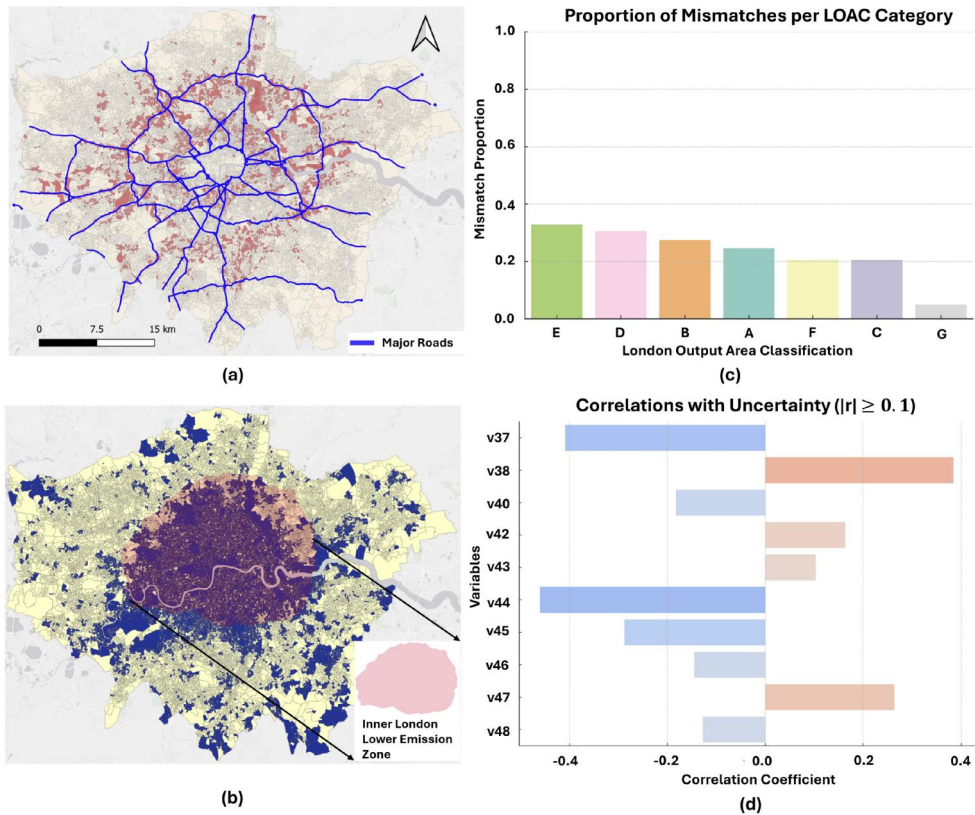 0
7.5
15 km
Major Roads
(a)
Proportion of Mismatches per LOAC Category
Mismatch Proportion
1.0
0.8
0.6
0.4
0.2
0.0
E
D
B
A
F
C
G
London Output Area Classification
(c)
Inner London
Lower Emission
Zone
(b)
Correlations with Uncertainty (|r| ≥ 0.1)
Variables
v37
v38
v40
v42
v43
v44
v45
v46
v47
v48
-0.4
-0.2
0.0
0.2
0.4
Correlation Coefficient
(d)